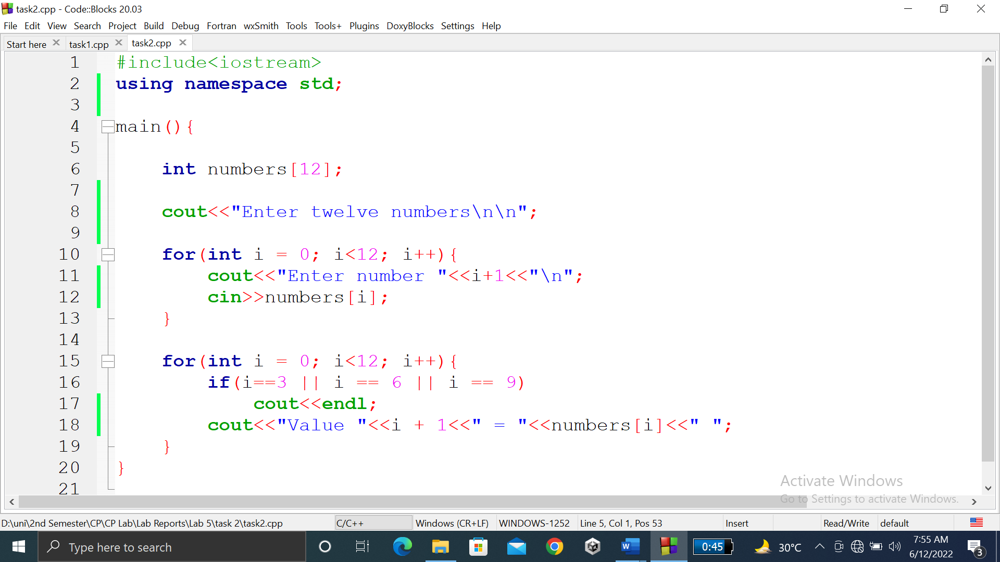 task2.cpp - Code::Blocks 20.03
File Edit View Search Project Build Debug Fortran wxSmith Tools Tools+ Plugins DoxyBlocks Settings Help
Start here task1.cpp task2.cpp
1 #include<iostream>
2 using namespace std;
3
4 main(){
5
6 int numbers[12];
7
8 cout<<"Enter twelve numbers\n\n";
9
10 for(int i = 0; i<12; i++){
11 cout<<"Enter number "<<i+1<<"\n";
12 cin>>numbers[i];
13 }
14
15 for(int i = 0; i<12; i++){
16 if(i==3 || i == 6 || i == 9)
17 cout<<endl;
18 cout<<"Value "<<i + 1<<" = "<<numbers[i]<<" ";
19 }
20 }
21
Activate Windows
Go to Settings to activate Windows.
D:\uni\2nd Semester\CP\CP Lab\Lab Reports\Lab 5\task 2\task2.cpp C/C++ Windows (CR+LF) WINDOWS-1252 Line 5, Col 1, Pos 53 Insert Read/Write default
Type here to search W 0:45 30°C 7:55 AM
6/12/2022 3